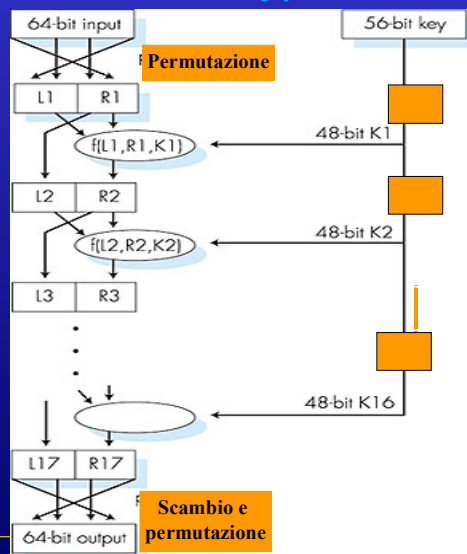 64-bit input
56-bit key
Permutazione
L1 R1
f(L1,R1,K1)
48-bit K1
L2 R2
f(L2,R2,K2)
48-bit K2
L3 R3
48-bit K16
L17 R17
Scambio e
permutazione
64-bit output